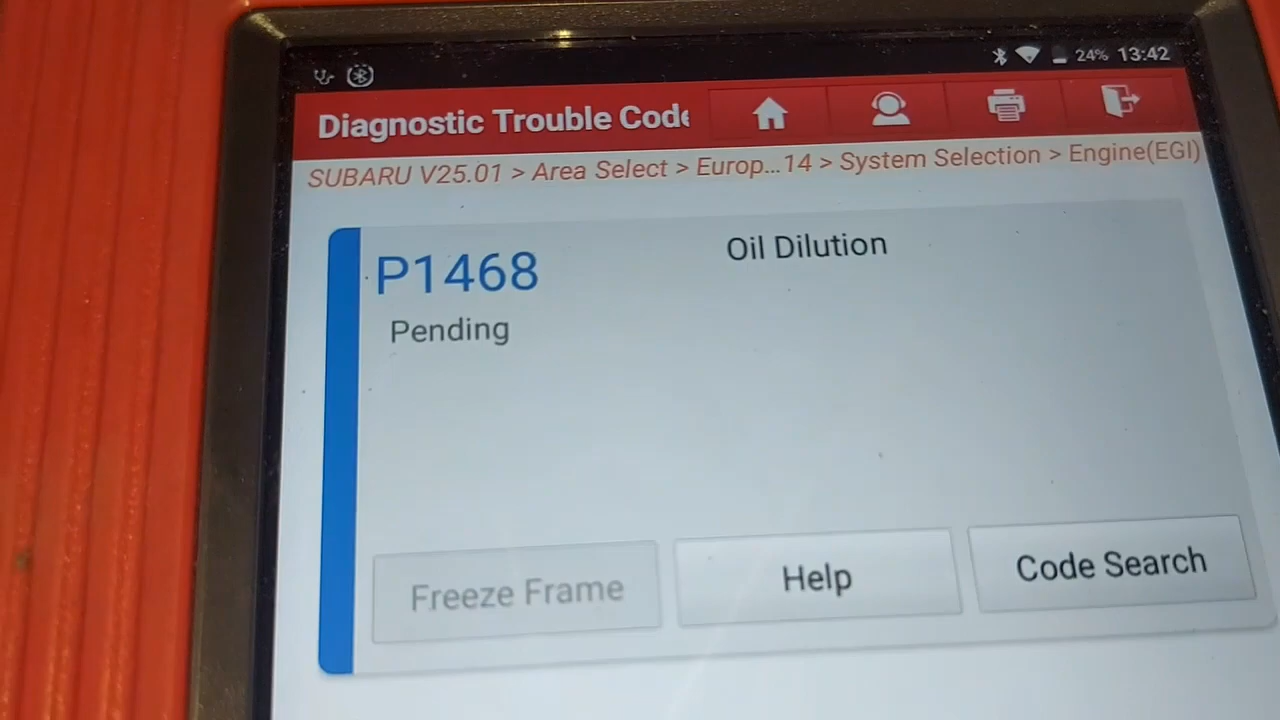 24% 13:42
Diagnostic Trouble Code
SUBARU V25.01 > Area Select > Europ...14 > System Selection > Engine(EGI)
P1468
Oil Dilution
Pending
Freeze Frame
Help
Code Search